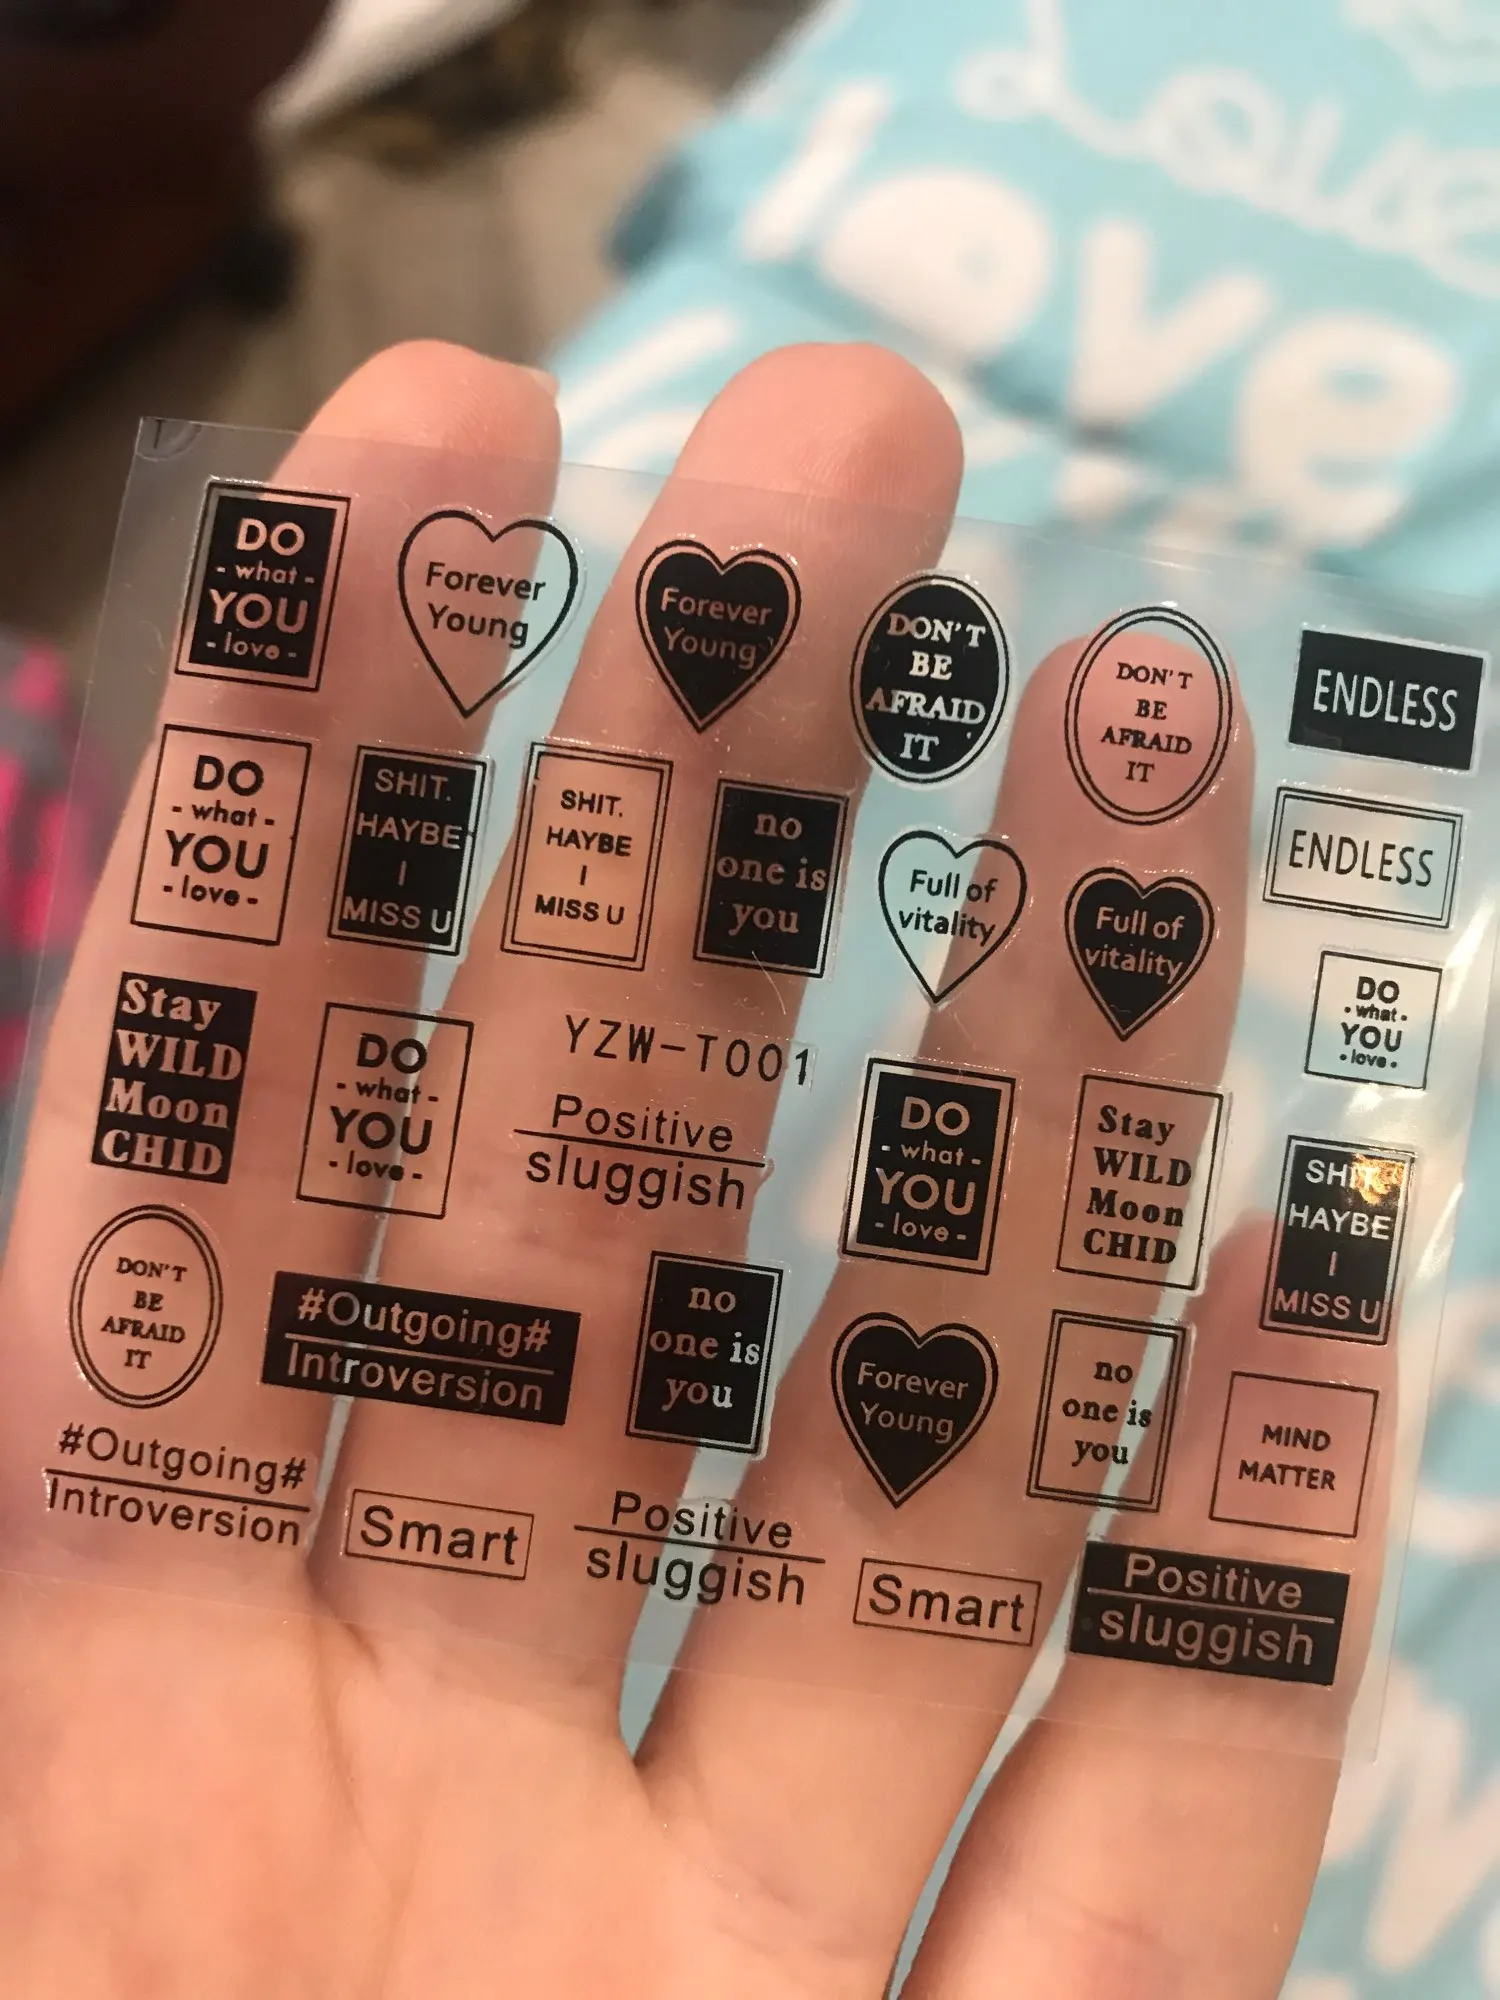 Love
love
DO
- what -
YOU
- love -
Forever
Young
Forever
Young
DON'T
BE
AFRAID
IT
DON'T
BE
AFRAID
IT
ENDLESS
DO
- what -
YOU
- love -
SHIT.
HAYBE
I
MISS U
SHIT.
HAYBE
I
MISS U
no
one is
you
Full of
vitality
Full of
vitality
ENDLESS
DO
• what •
YOU
• love •
Stay
WILD
Moon
CHID
DO
- what -
YOU
- love -
YZW-T001
Positive
sluggish
DO
- what -
YOU
- love -
Stay
WILD
Moon
CHID
SHIT.
HAYBE
I
MISS U
DON'T
BE
AFRAID
IT
#Outgoing#
Introversion
no
one is
you
Forever
Young
no
one is
you
MIND
MATTER
#Outgoing#
Introversion
Smart
Positive
sluggish
Smart
Positive
sluggish